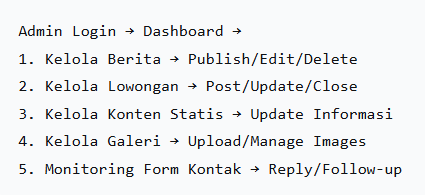 Admin Login → Dashboard →
1. Kelola Berita → Publish/Edit/Delete
2. Kelola Lowongan → Post/Update/Close
3. Kelola Konten Statis → Update Informasi
4. Kelola Galeri → Upload/Manage Images
5. Monitoring Form Kontak → Reply/Follow-up